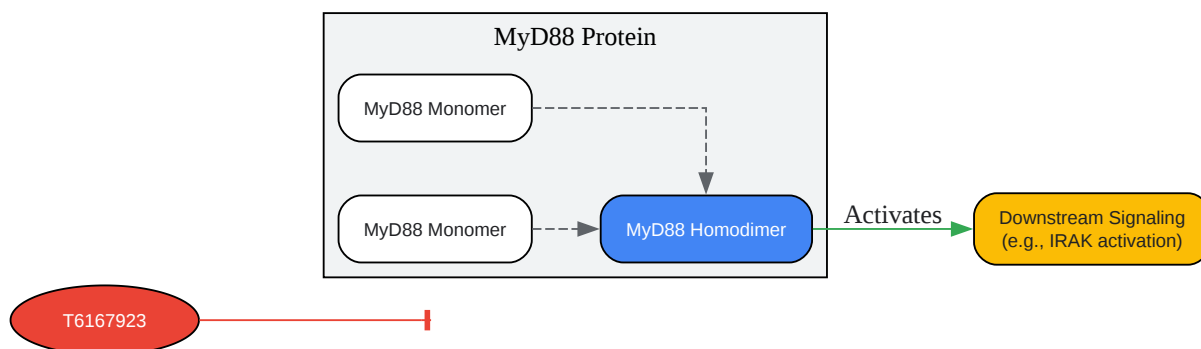 MyD88 Protein
MyD88 Monomer
MyD88 Monomer
MyD88 Homodimer
Activates
Downstream Signaling
(e.g., IRAK activation)
T6167923